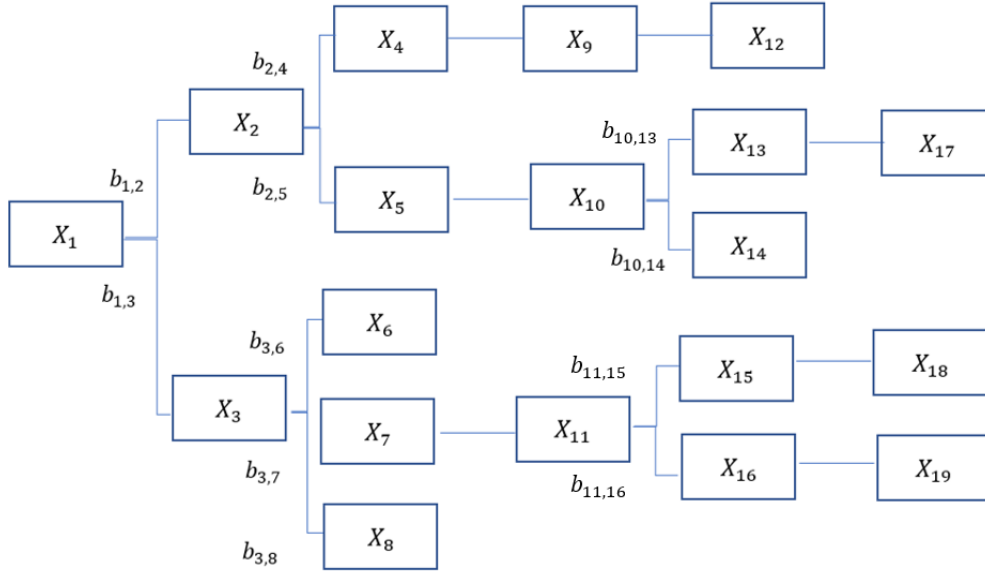 X₄ X₉ X₁₂
b₂,₄
X₂
b₁₀,₁₃ X₁₃ X₁₇
b₁,₂ b₂,₅ X₅ X₁₀
X₁
b₁₀,₁₄ X₁₄
b₁,₃
b₃,₆ X₆
b₁₁,₁₅ X₁₅ X₁₈
X₃
X₇ X₁₁
b₃,₇ b₁₁,₁₆ X₁₆ X₁₉
b₃,₈ X₈